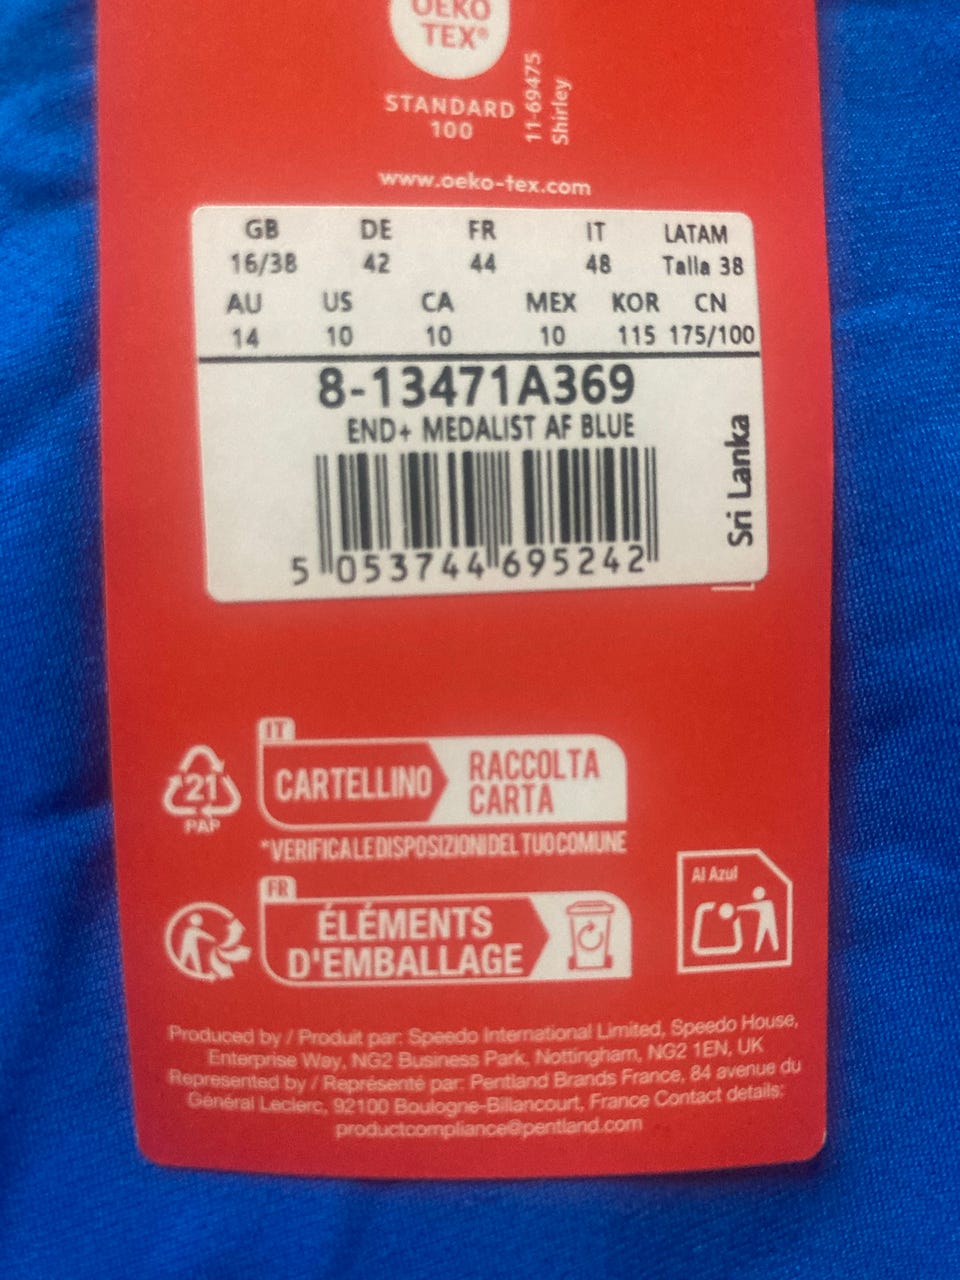 OEKO
TEX®
STANDARD
100
11-69475
Shirley
www.oeko-tex.com
GB DE FR IT LATAM
16/38 42 44 48 Talla 38
AU US CA MEX KOR CN
14 10 10 10 115 175/100
8-13471A369
END+ MEDALIST AF BLUE
Sri Lanka
5 053744 695242
IT
CARTELLINO
RACCOLTA
CARTA
21
PAP
*VERIFICA LE DISPOSIZIONI DEL TUO COMUNE
FR
ÉLÉMENTS
D'EMBALLAGE
Al Azul
Produced by / Produit par: Speedo International Limited, Speedo House,
Enterprise Way, NG2 Business Park, Nottingham, NG2 1EN, UK
Represented by / Représenté par: Pentland Brands France, 84 avenue du
Général Leclerc, 92100 Boulogne-Billancourt, France Contact details:
productcompliance@pentland.com